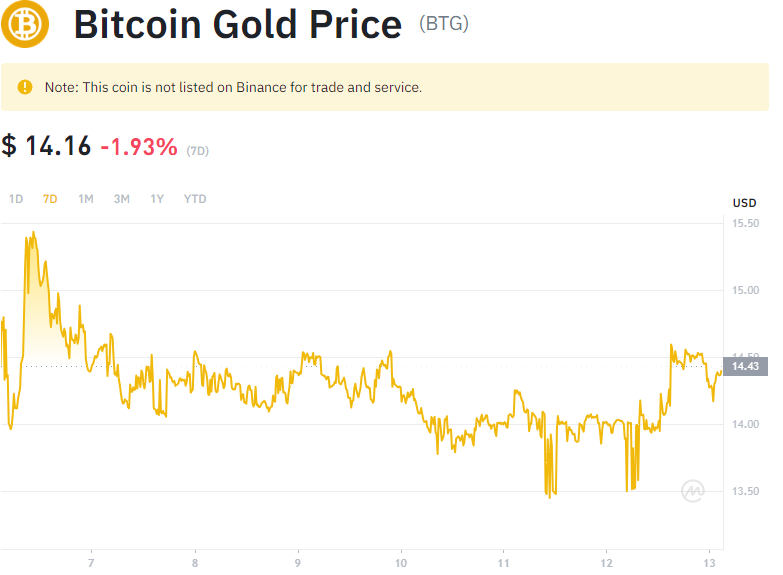 Bitcoin Gold Price (BTG)
Note: This coin is not listed on Binance for trade and service.
$ 14.16 -1.93% (7D)
1D 7D 1M 3M 1Y YTD
USD
15.50
15.00
14.50
14.43
14.00
13.50
7 8 9 10 11 12 13